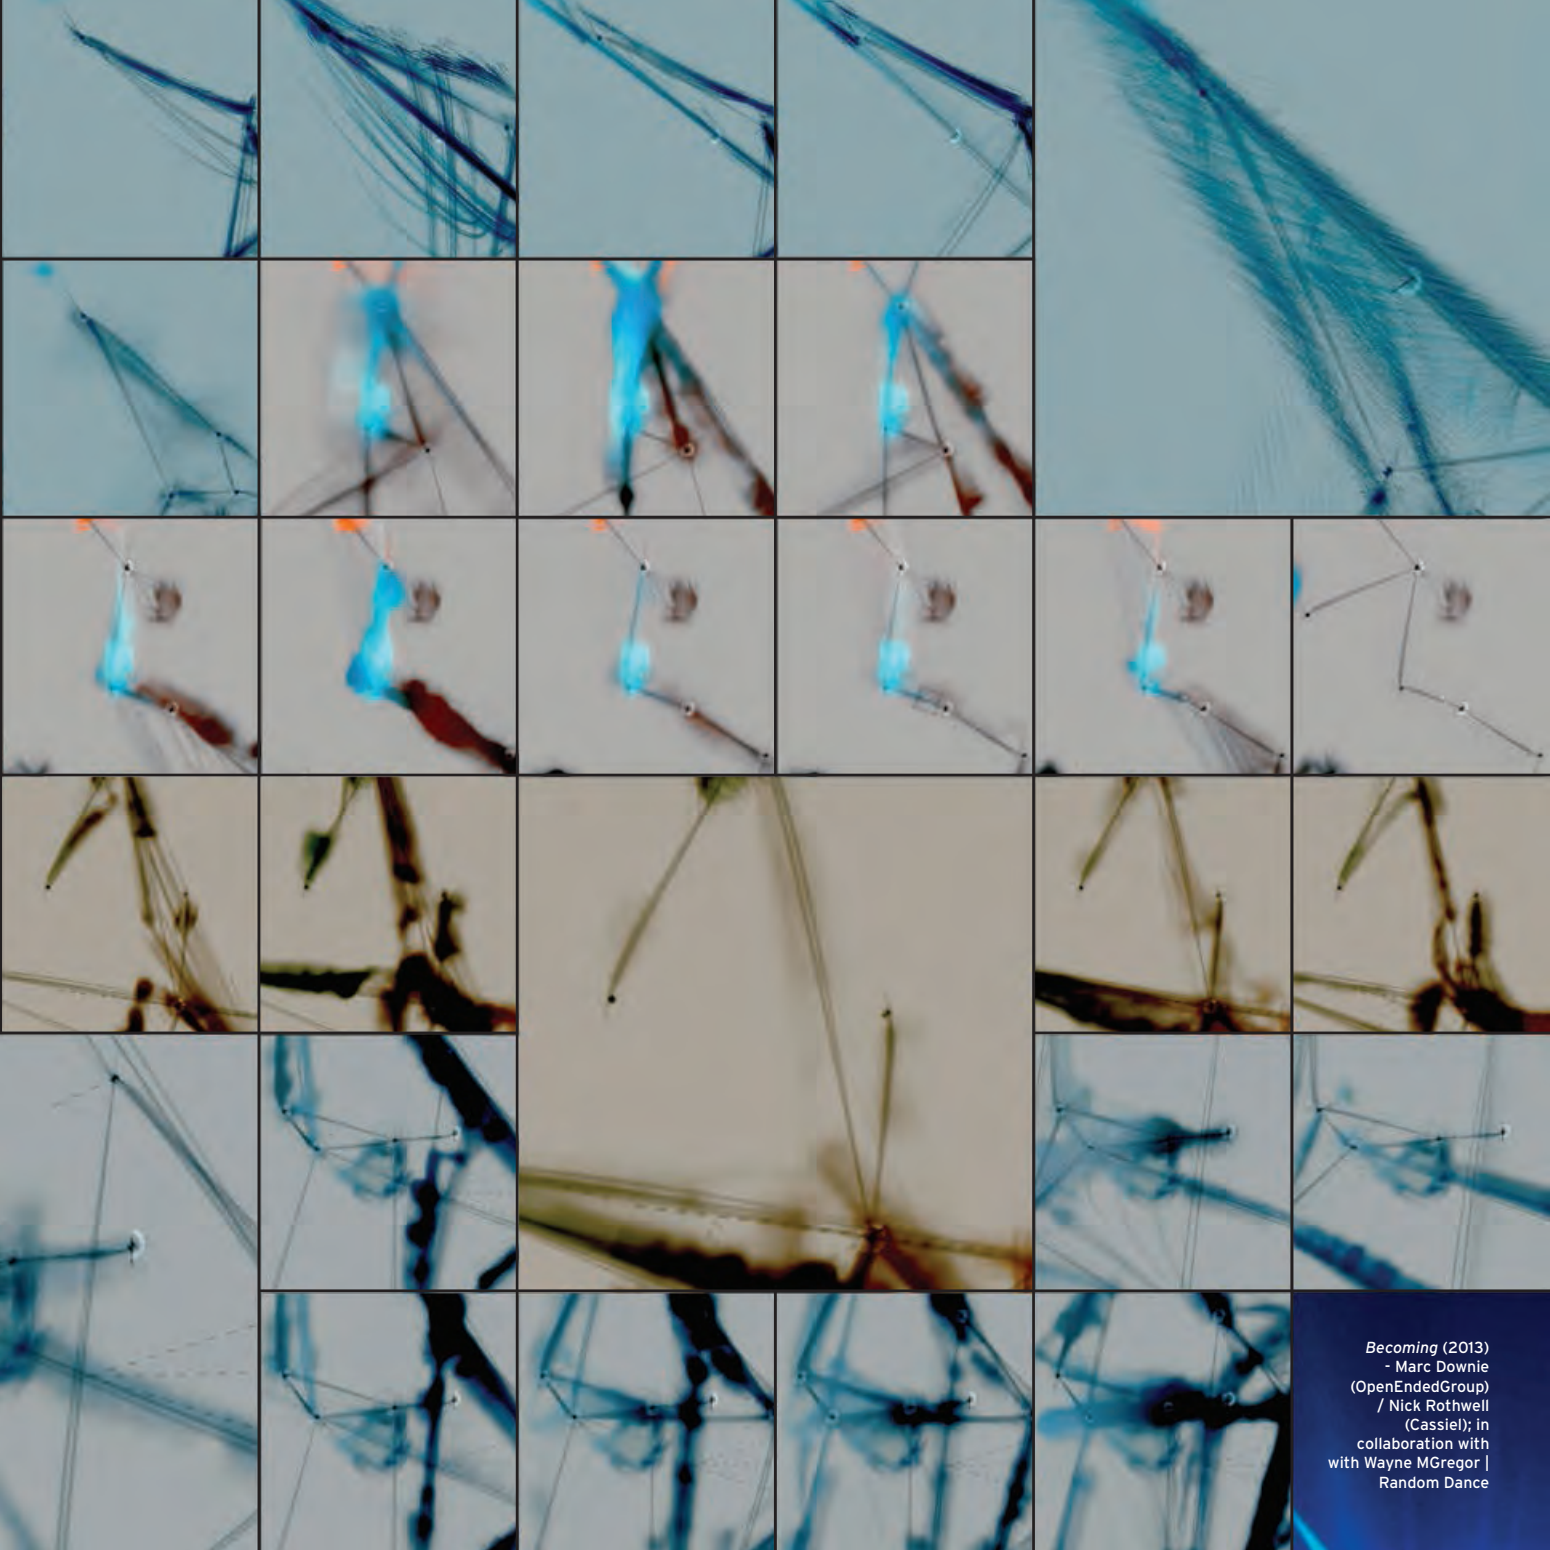 Becoming (2013)
- Marc Downie
(OpenEndedGroup)
/ Nick Rothwell
(Cassiel); in
collaboration with
with Wayne MGregor |
Random Dance